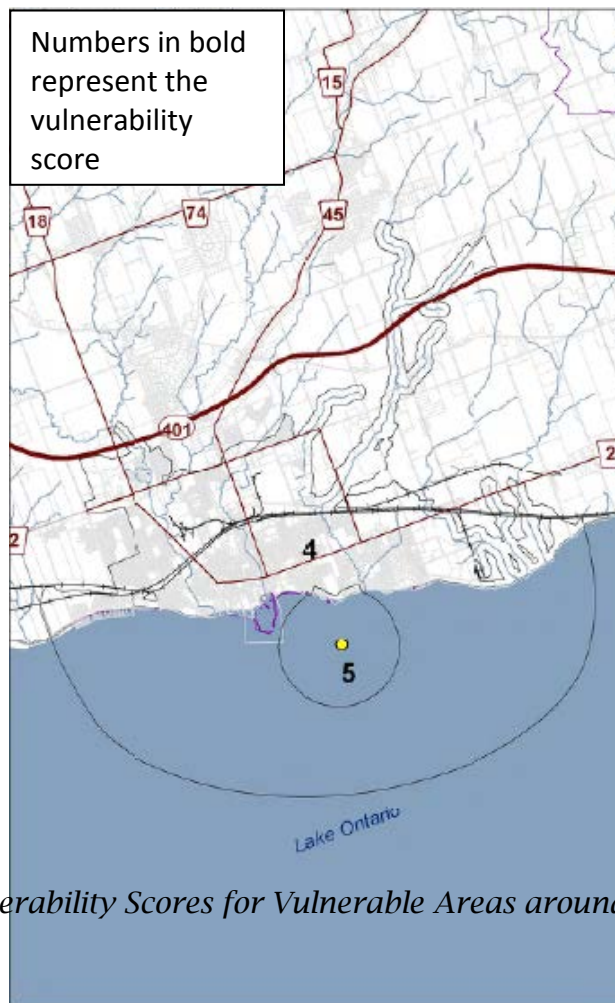 Numbers in bold
represent the
vulnerability
score
15
18
74
45
401
2
2
4
5
Lake Ontario
erability Scores for Vulnerable Areas around